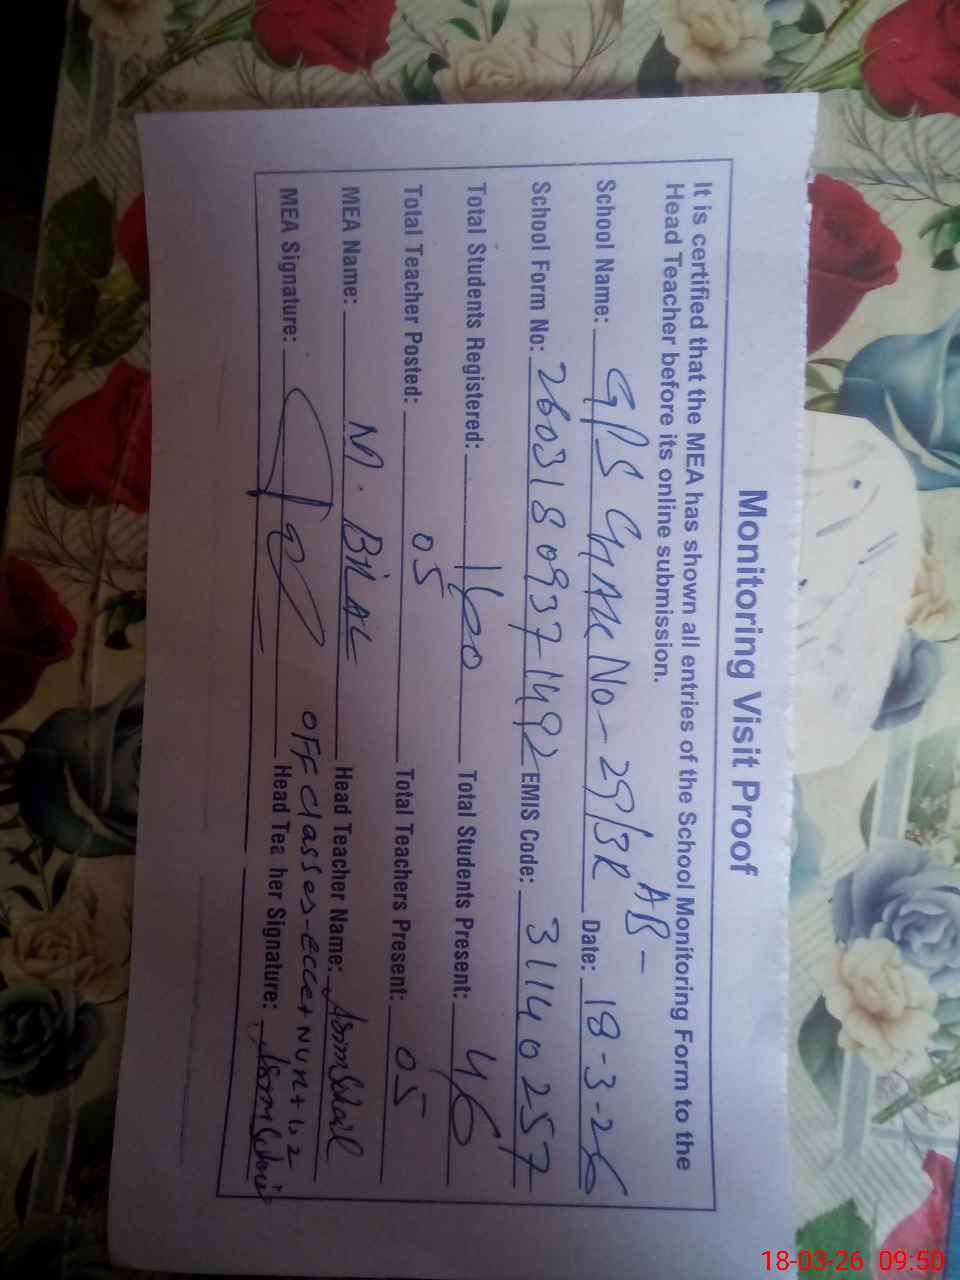 Monitoring Visit Proof
It is certified that the MEA has shown all entries of the School Monitoring Form to the
Head Teacher before its online submission.
AB-
School Name: GPS CHAK No-29/3R Date: 18-3-26
School Form No: 26031809371492 EMIS Code: 31140257
Total Students Registered: 160 Total Students Present: 46
Total Teacher Posted: 05 Total Teachers Present: 05
MEA Name: M. BILAL Head Teacher Name: Asim
OFF classes-ECCE+NUR+1,2
MEA Signature: Head Teacher Signature:
18-03-26 09:50